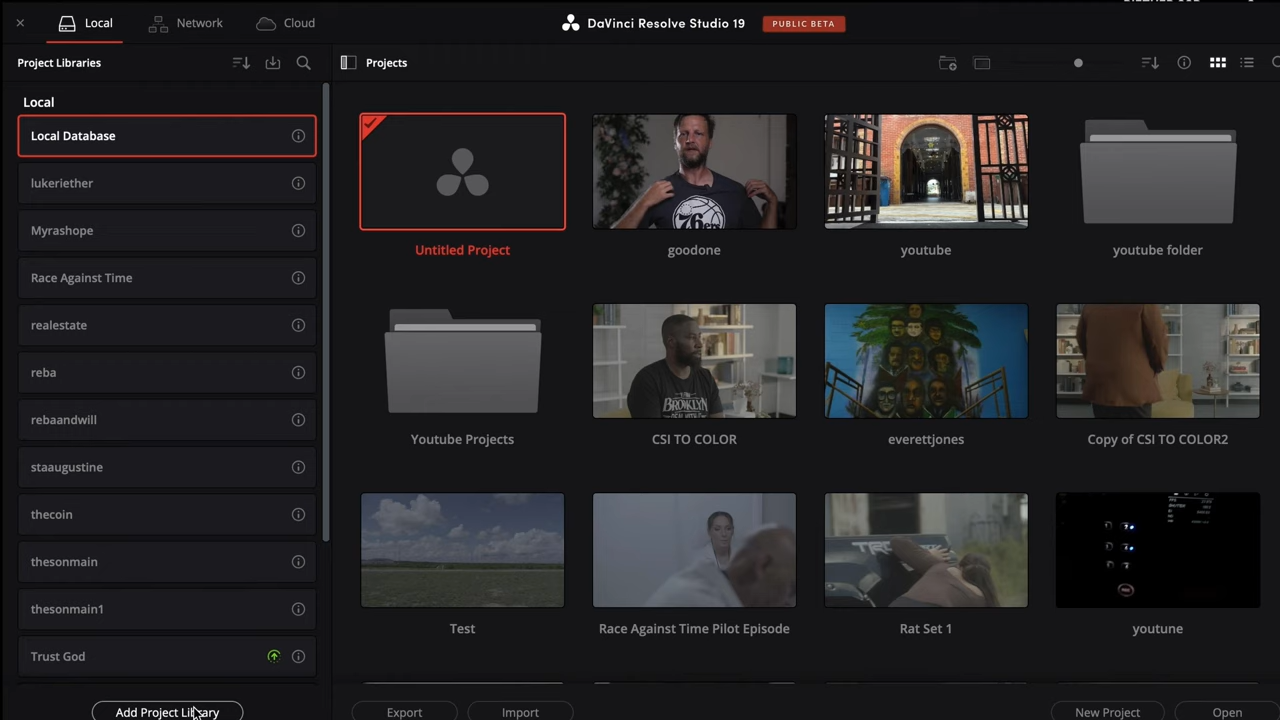 Local
Network
Cloud
DaVinci Resolve Studio 19
PUBLIC BETA
Project Libraries
Projects
Local
Local Database
lukeriether
Myrashope
Race Against Time
realestate
reba
rebaandwill
staaugustine
thecoin
thesonmain
thesonmain1
Trust God
Add Project Library
Untitled Project
76ers
goodone
youtube
youtube folder
Youtube Projects
BROOKLYN
CSI TO COLOR
everettjones
Copy of CSI TO COLOR2
Test
Race Against Time Pilot Episode
Rat Set 1
youtune
Export
Import
New Project
Open